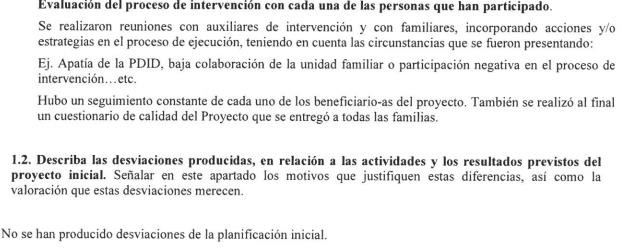 Evaluación del proceso de intervención con cada una de las personas que han participado.
Se realizaron reuniones con auxiliares de intervención y con familiares, incorporando acciones y/o
estrategias en el proceso de ejecución, teniendo en cuenta las circunstancias que se fueron presentando:
Ej. Apatía de la PDID, baja colaboración de la unidad familiar o participación negativa en el proceso de
intervención…etc.
Hubo un seguimiento constante de cada uno de los beneficiario-as del proyecto. También se realizó al final
un cuestionario de calidad del Proyecto que se entregó a todas las familias.
1.2. Describa las desviaciones producidas, en relación a las actividades y los resultados previstos del
proyecto inicial. Señalar en este apartado los motivos que justifiquen estas diferencias, así como la
valoración que estas desviaciones merecen.
No se han producido desviaciones de la planificación inicial.